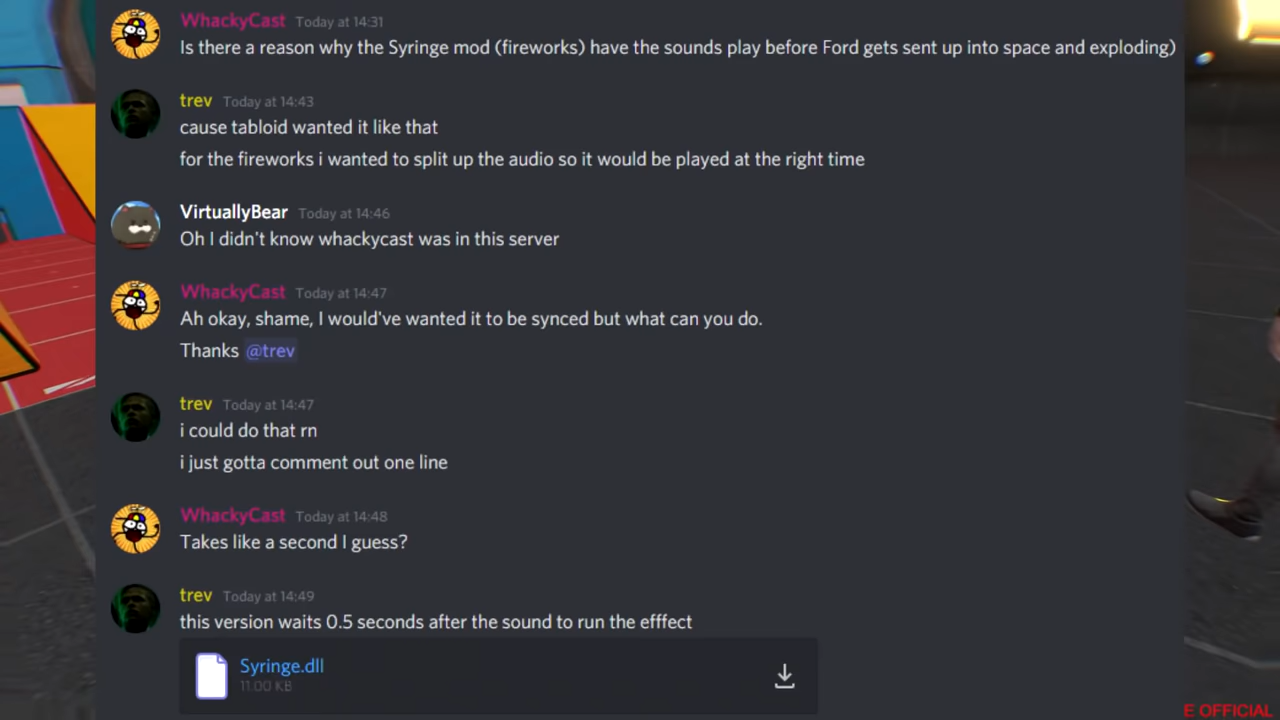 WhackyCast Today at 14:31
Is there a reason why the Syringe mod (fireworks) have the sounds play before Ford gets sent up into space and exploding)
trev Today at 14:43
cause tabloid wanted it like that
for the fireworks i wanted to split up the audio so it would be played at the right time
VirtuallyBear Today at 14:46
Oh I didn't know whackycast was in this server
WhackyCast Today at 14:47
Ah okay, shame, I would've wanted it to be synced but what can you do.
Thanks @trev
trev Today at 14:47
i could do that rn
i just gotta comment out one line
WhackyCast Today at 14:48
Takes like a second I guess?
trev Today at 14:49
this version waits 0.5 seconds after the sound to run the efffect
Syringe.dll
11.00 KB
E OFFICIAL